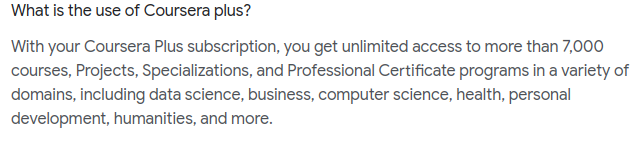 What is the use of Coursera plus?
With your Coursera Plus subscription, you get unlimited access to more than 7,000
courses, Projects, Specializations, and Professional Certificate programs in a variety of
domains, including data science, business, computer science, health, personal
development, humanities, and more.